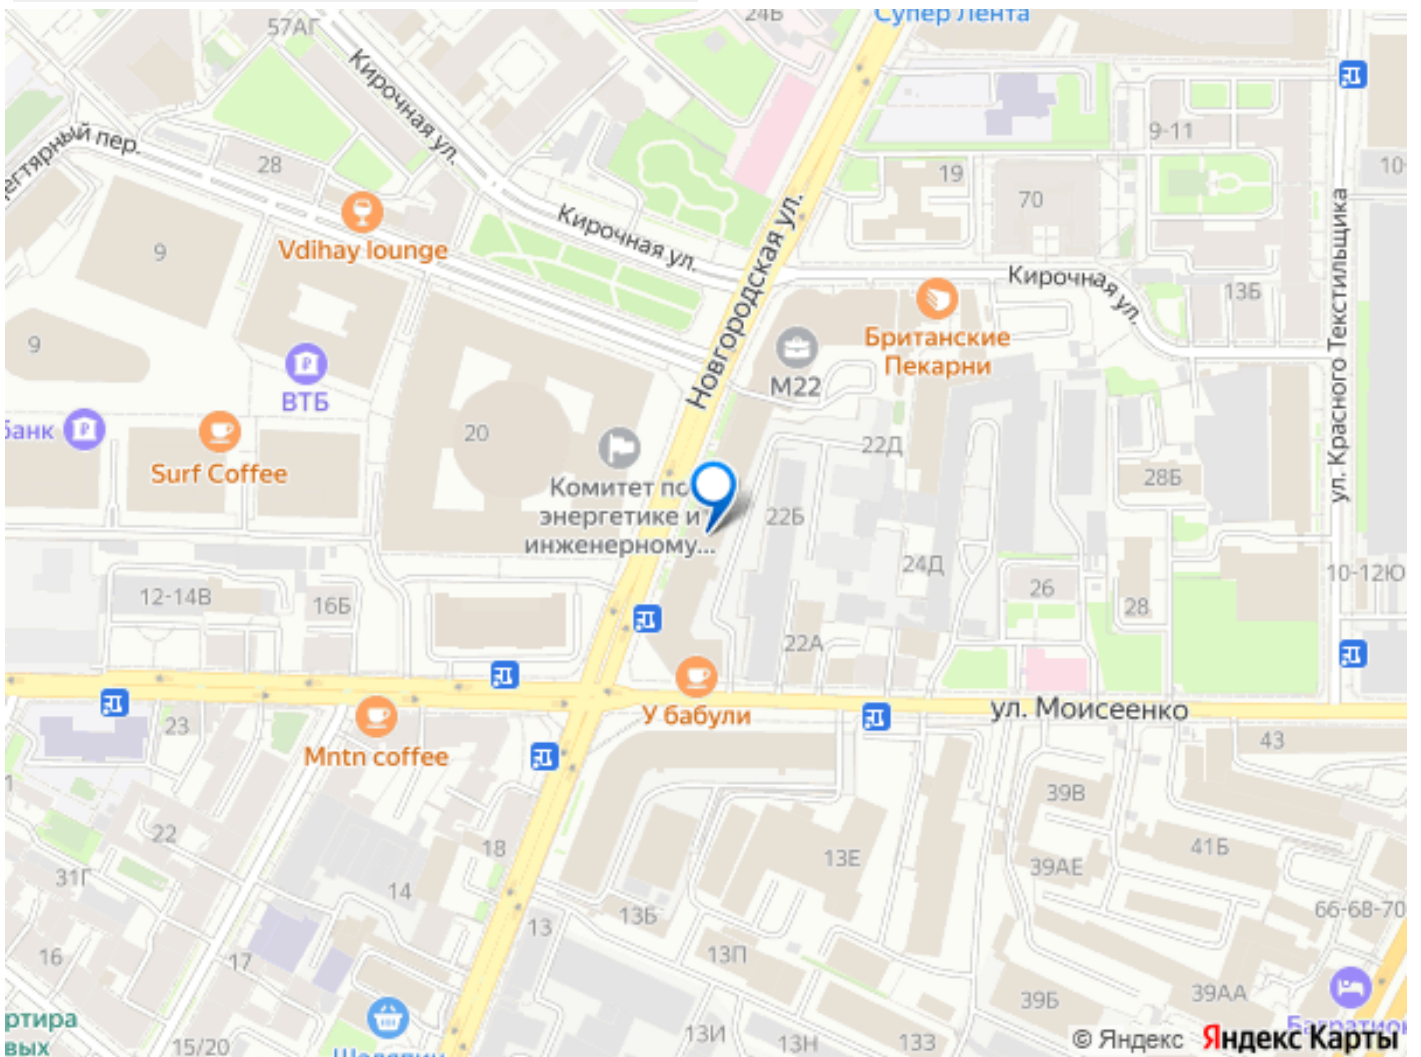 57АГ
24Б
Супер Лента
Кирочная ул.
9-11
10-
пер.
28
19
70
ул. Красного Текстильщика
Vdihay lounge
Кирочная ул.
Новгородская ул.
9
Кирочная ул.
13Б
9
ВТБ
М22
Британские
Пекарни
банк
Surf Coffee
20
22Д
28Б
Комитет по
энергетике и
инженерному...
22Б
24Д
10-12Ю
12-14В
16Б
26
28
22А
23
Mntn coffee
У бабули
ул. Моисеенко
43
39В
22
18
13Е
39АЕ
41Б
31Г
14
13Б
66-68-70
13
16
17
13П
39Б
39АА
15/20
13И
13Н
133
© Яндекс Яндекс Карты